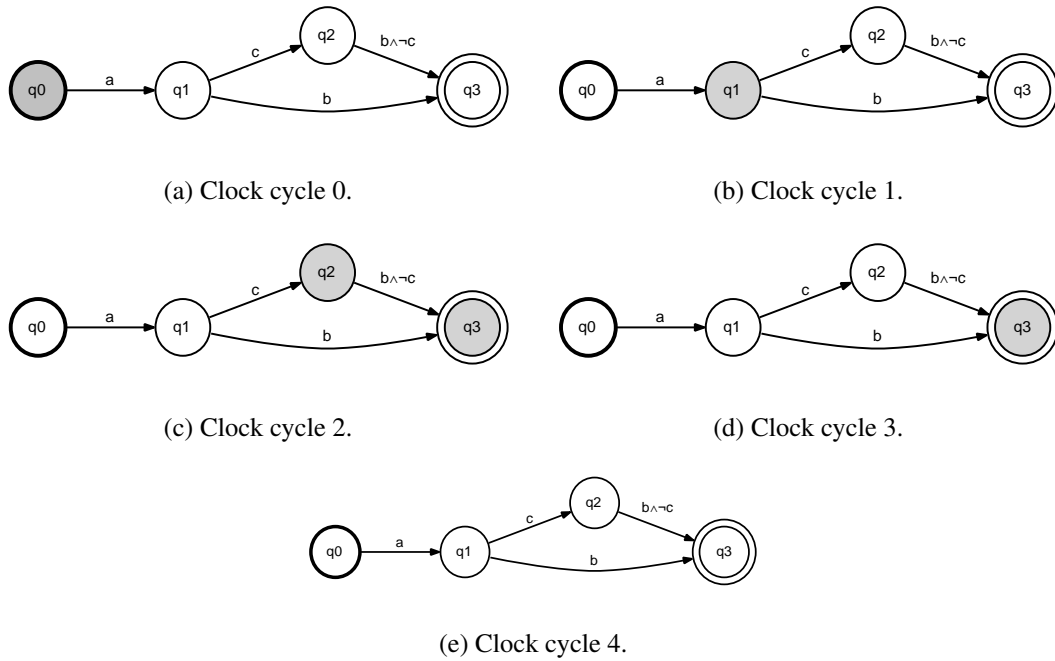 q0 a q1 c q2 b∧¬c b q3
q0 a q1 c q2 b∧¬c b q3
(a) Clock cycle 0.
(b) Clock cycle 1.
q0 a q1 c q2 b∧¬c b q3
q0 a q1 c q2 b∧¬c b q3
(c) Clock cycle 2.
(d) Clock cycle 3.
q0 a q1 c q2 b∧¬c b q3
(e) Clock cycle 4.